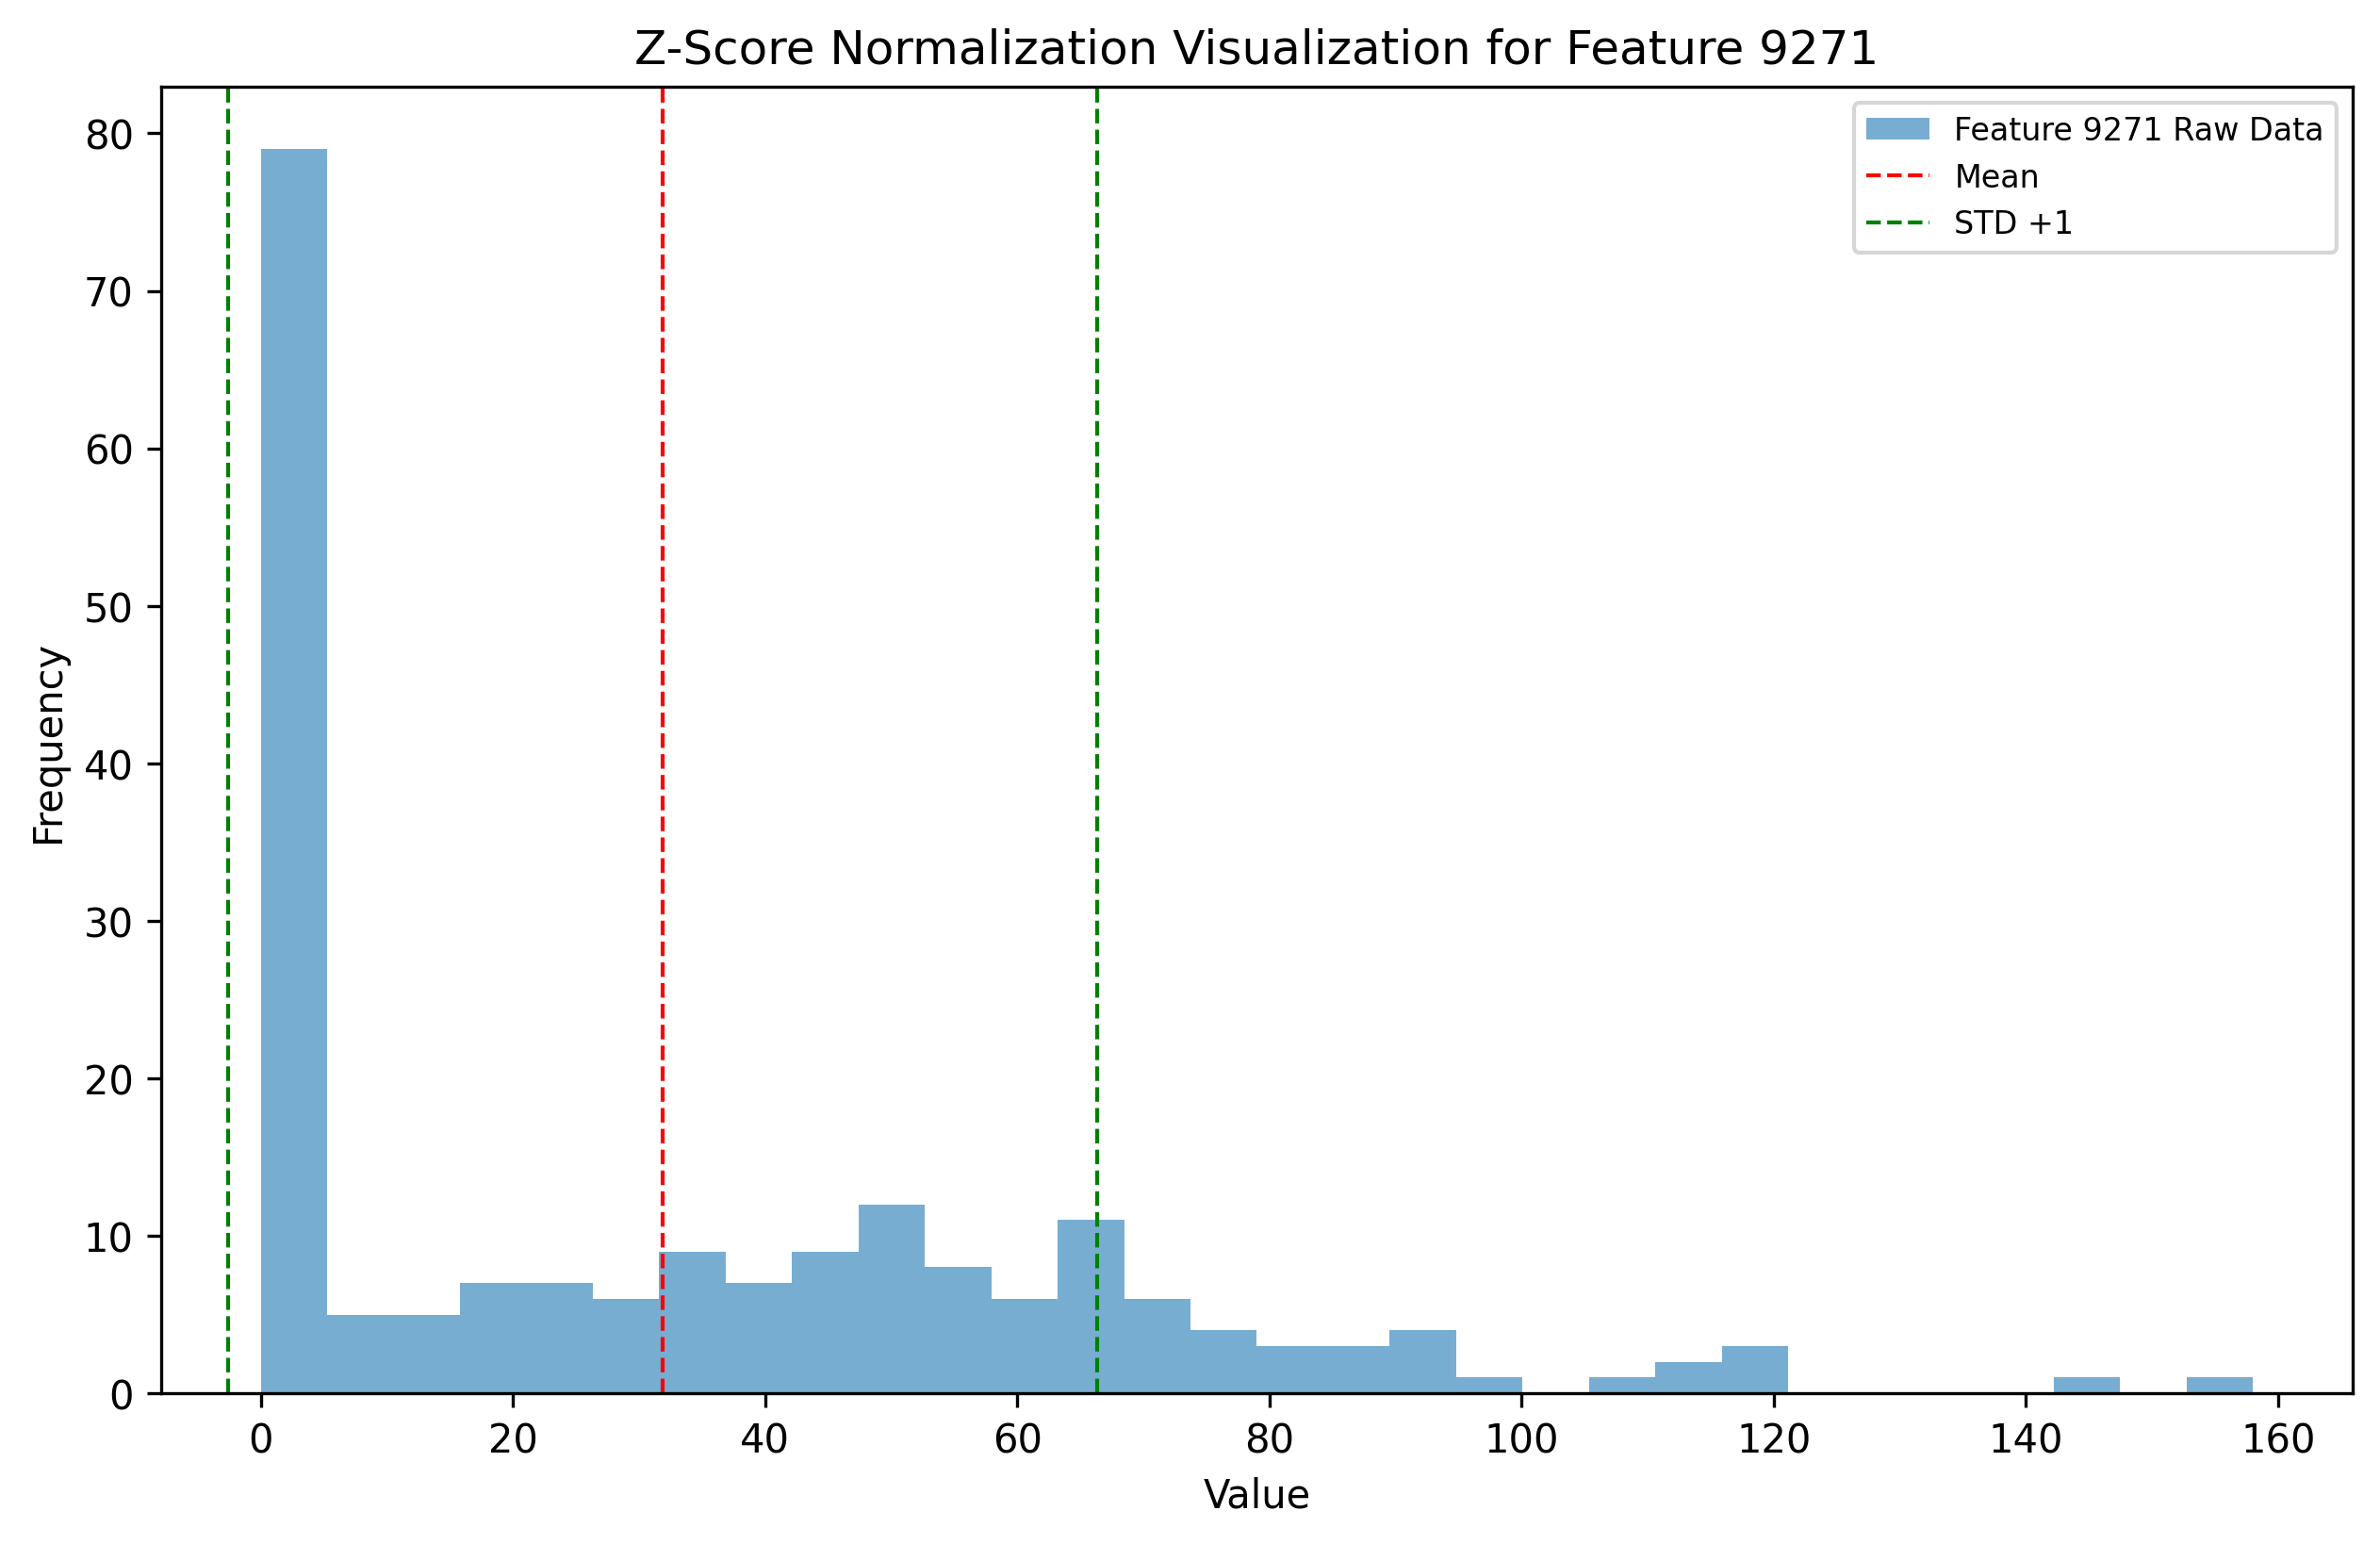 Z-Score Normalization Visualization for Feature 9271
Feature 9271 Raw Data
Mean
STD +1
80
70
60
50
40
30
20
10
0
Frequency
0 20 40 60 80 100 120 140 160
Value